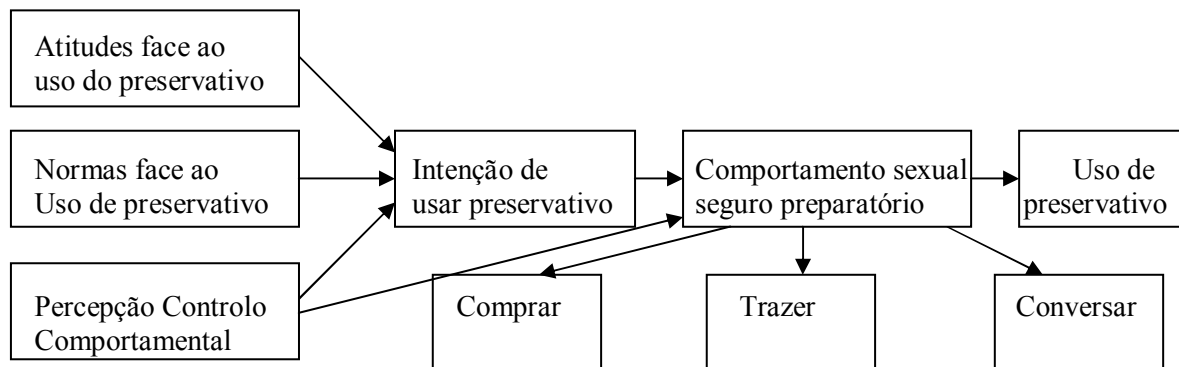 Atitudes face ao
uso do preservativo
Normas face ao
Uso de preservativo
Percepção Controlo
Comportamental
Intenção de
usar preservativo
Comportamento sexual
seguro preparatório
Uso de
preservativo
Comprar
Trazer
Conversar